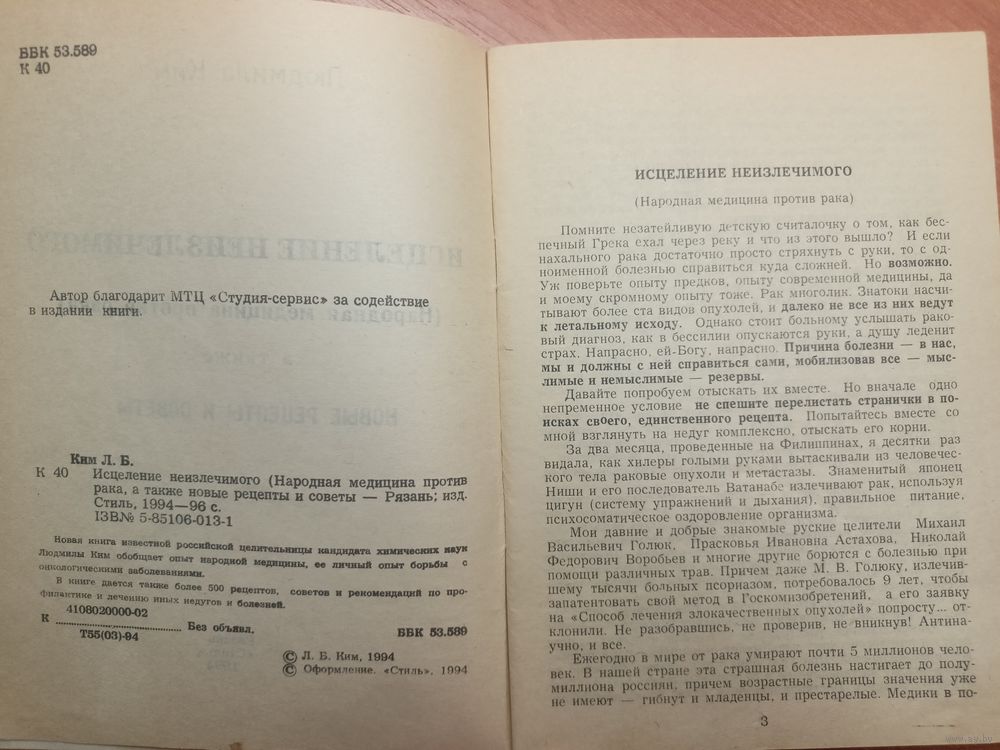 ББК 53.589
К 40
Автор благодарит МТЦ «Студия-сервис» за содействие
в издании книги.
Ким Л. Б.
К 40 Исцеление неизлечимого (Народная медицина против
рака, а также новые рецепты и советы — Рязань; изд.
Стиль, 1994—96 с.
IЗВ№ 5-85106-013-1
Новая книга известной российской целительницы кандидата химических наук
Людмилы Ким обобщает опыт народной медицины, ее личный опыт борьбы с
онкологическими заболеваниями.
В книге дается также более 500 рецептов, советов и рекомендаций по про-
филактике и лечению иных недугов и болезней.
К 4108020000-02
Т55(03)-94 Без объявл.
ББК 53.589
© Л. Б. Ким, 1994
© Оформление. «Стиль», 1994
ИСЦЕЛЕНИЕ НЕИЗЛЕЧИМОГО
(Народная медицина против рака)
Помните незатейливую детскую считалочку о том, как бес-
печный Грека ехал через реку и что из этого вышло? И если
нахального рака достаточно просто стряхнуть с руки, то с од-
ноименной болезнью справиться куда сложней. Но возможно.
Уж поверьте опыту предков, опыту современной медицины, да
и моему скромному опыту тоже. Рак многолик. Знатоки насчи-
тывают более ста видов опухолей, и далеко не все из них ведут
к летальному исходу. Однако стоит больному услышать рако-
вый диагноз, как в бессилии опускаются руки, а душу леденит
страх. Напрасно, ей-Богу, напрасно. Причина болезни — в нас,
мы и должны с ней справиться сами, мобилизовав все — мыс-
лимые и немыслимые — резервы.
Давайте попробуем отыскать их вместе. Но вначале одно
непременное условие не спешите перелистать странички в по-
исках своего, единственного рецепта. Попытайтесь вместе со
мной взглянуть на недуг комплексно, отыскать его корни.
За два месяца, проведенные на Филиппинах, я десятки раз
видала, как хилеры голыми руками вытаскивали из человечес-
кого тела раковые опухоли и метастазы. Знаменитый японец
Ниши и его последователь Ватанабе излечивают рак, используя
цигун (систему упражнений и дыхания), правильное питание,
психосоматическое оздоровление организма.
Мои давние и добрые знакомые руские целители Михаил
Васильевич Голюк, Прасковья Ивановна Астахова, Николай
Федорович Воробьев и многие другие борются с болезнью при
помощи различных трав. Причем даже М. В. Голюку, излечив-
шему тысячи больных псориазом, потребовалось 9 лет, чтобы
запатентовать свой метод в Госкомизобретений, а его заявку
на «Способ лечения злокачественных опухолей» попросту... от-
клонили. Не разобравшись, не проверив, не вникнув! Антина-
учно, и все.
Ежегодно в мире от рака умирают почти 5 миллионов чело-
век. В нашей стране эта страшная болезнь настигает до полу-
миллиона россиян, причем возрастные границы значения уже
не имеют — гибнут и младенцы, и престарелые. Медики в по-
3
www.ay.by